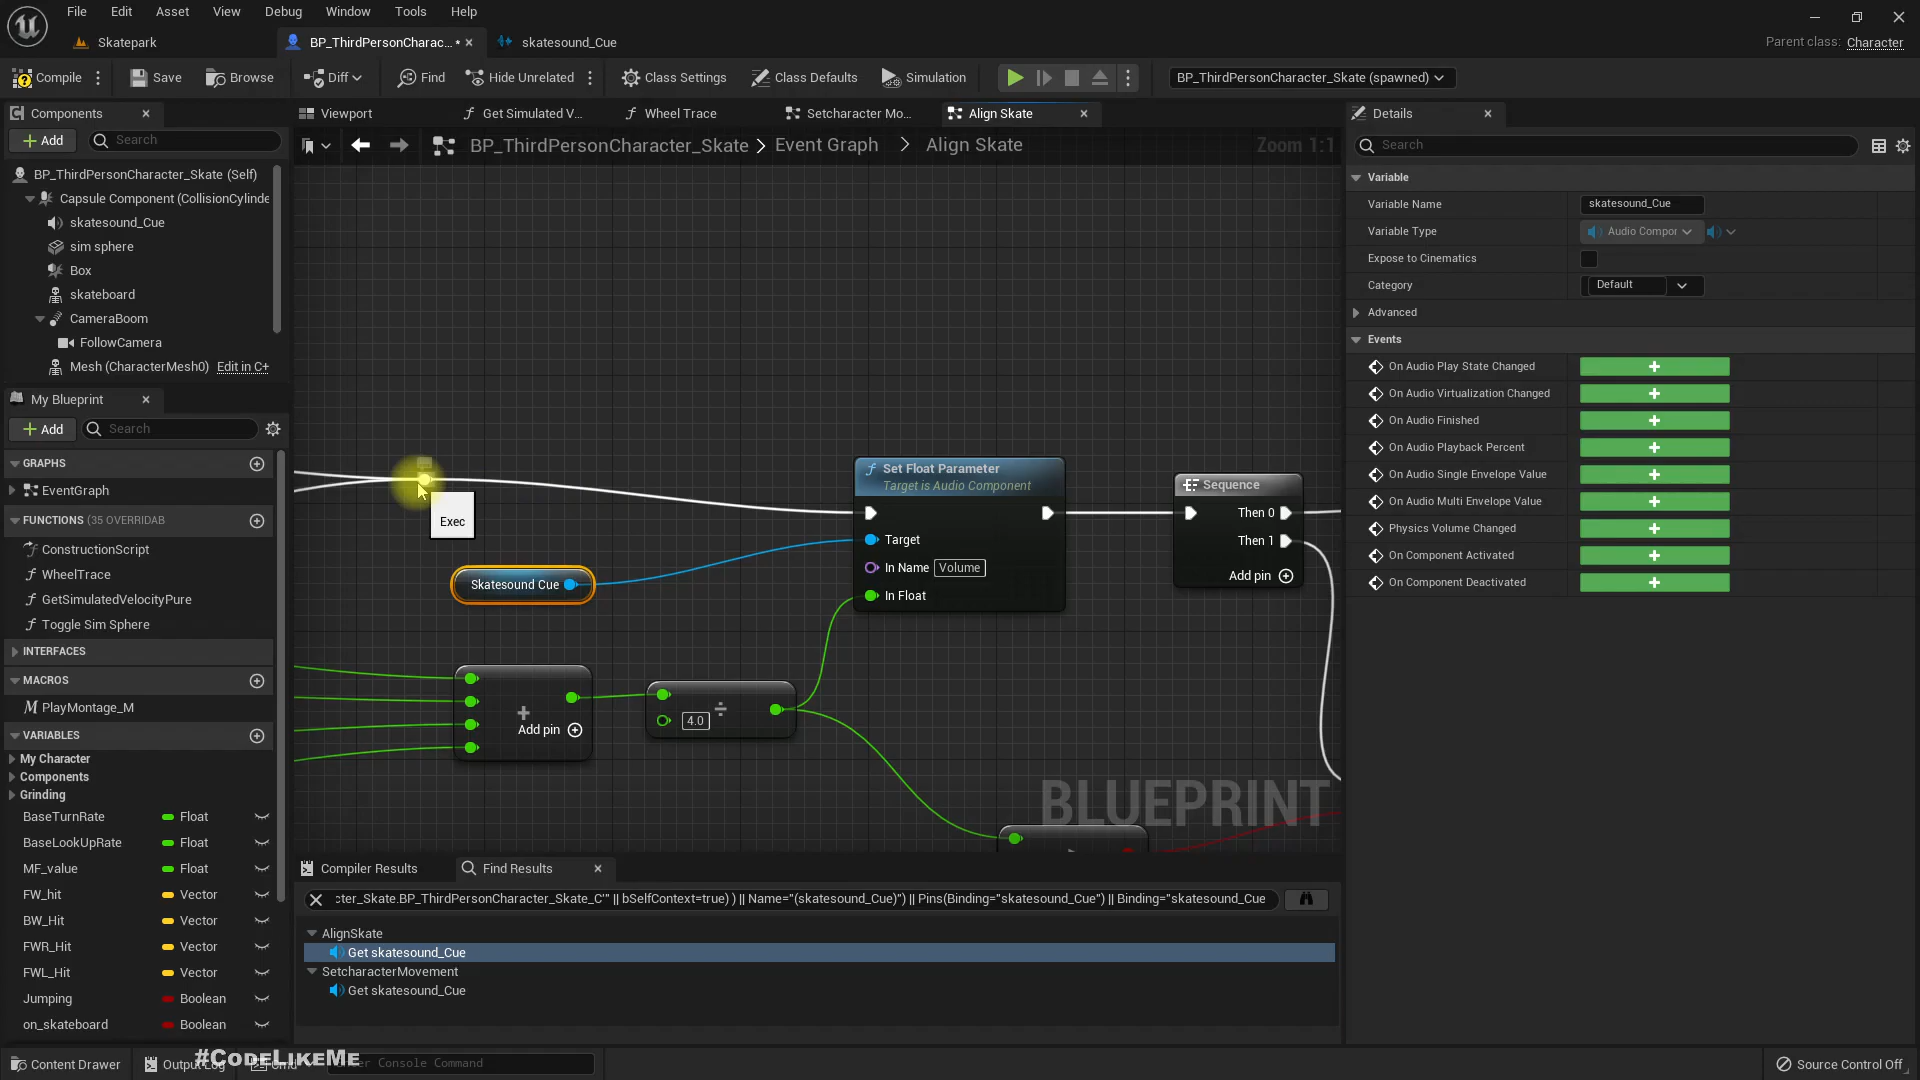 File Edit Asset View Debug Window Tools Help
Skatepark
BP_ThirdPersonCharac... *
skatesound_Cue
Parent class: Character
Compile
Save
Browse
Diff
Find
Hide Unrelated
Class Settings
Class Defaults
Simulation
BP_ThirdPersonCharacter_Skate (spawned)
Components
Add
Search
BP_ThirdPersonCharacter_Skate (Self)
Capsule Component (CollisionCylinde
skatesound_Cue
sim sphere
Box
skateboard
CameraBoom
FollowCamera
Mesh (CharacterMesh0) Edit in C+
My Blueprint
Add
Search
GRAPHS
EventGraph
FUNCTIONS (35 OVERRIDAB
ConstructionScript
WheelTrace
GetSimulatedVelocityPure
Toggle Sim Sphere
INTERFACES
MACROS
PlayMontage_M
VARIABLES
My Character
Components
Grinding
BaseTurnRate Float
BaseLookUpRate Float
MF_value Float
FW_hit Vector
BW_Hit Vector
FWR_Hit Vector
FWL_Hit Vector
Jumping Boolean
on_skateboard Boolean
Viewport
Get Simulated V...
Wheel Trace
Setcharacter Mo...
Align Skate
BP_ThirdPersonCharacter_Skate > Event Graph > Align Skate
Zoom 1:1
Exec
Skatesound Cue
Set Float Parameter
Target is Audio Component
Target
In Name Volume
In Float
Sequence
Then 0
Then 1
Add pin
Add pin
4.0
BLUEPRINT
Compiler Results
Find Results
cter_Skate.BP_ThirdPersonCharacter_Skate_C'" || bSelfContext=true) ) || Name="(skatesound_Cue)") || Pins(Binding="skatesound_Cue") || Binding="skatesound_Cue
AlignSkate
Get skatesound_Cue
SetcharacterMovement
Get skatesound_Cue
Details
Search
Variable
Variable Name skatesound_Cue
Variable Type Audio Compor
Expose to Cinematics
Category Default
Advanced
Events
On Audio Play State Changed
On Audio Virtualization Changed
On Audio Finished
On Audio Playback Percent
On Audio Single Envelope Value
On Audio Multi Envelope Value
Physics Volume Changed
On Component Activated
On Component Deactivated
Content Drawer
Output Log
Cmd
#CodeLikeMe
Enter Console Command
Source Control Off